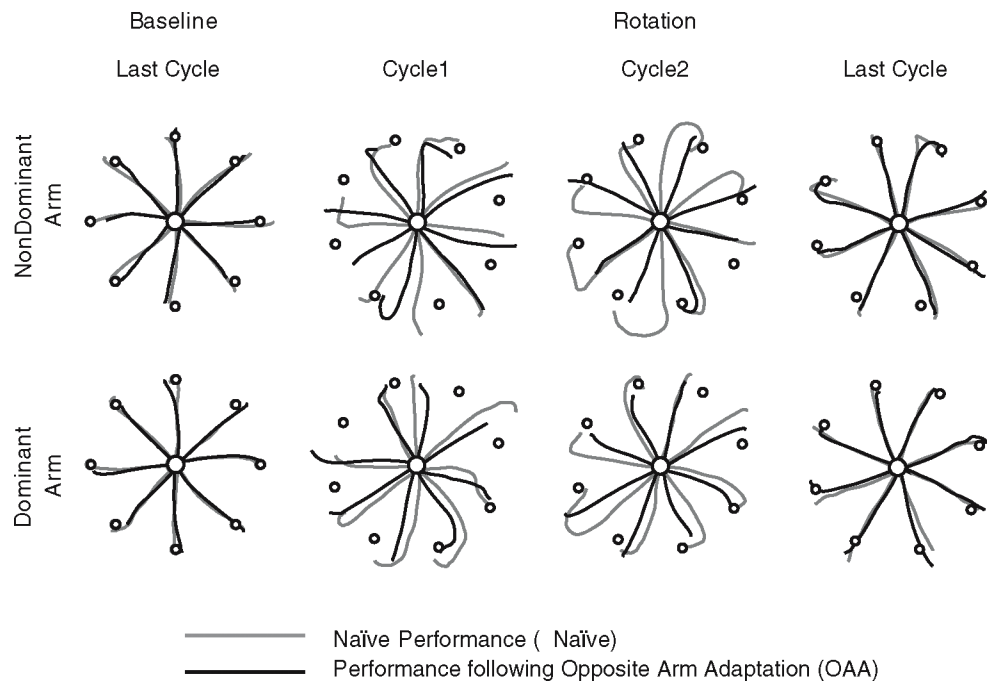 Baseline Rotation
Last Cycle Cycle1 Cycle2 Last Cycle
NonDominant
Arm
Dominant
Arm
Naïve Performance ( Naïve)
Performance following Opposite Arm Adaptation (OAA)